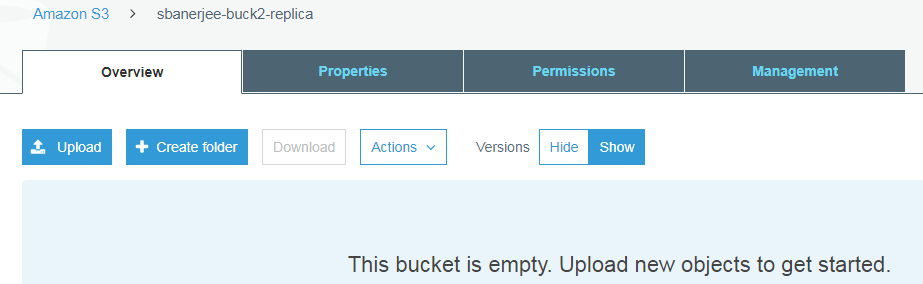 Amazon S3 > sbanerjee-buck2-replica
Overview Properties Permissions Management
Upload + Create folder Download Actions Versions Hide Show
This bucket is empty. Upload new objects to get started.